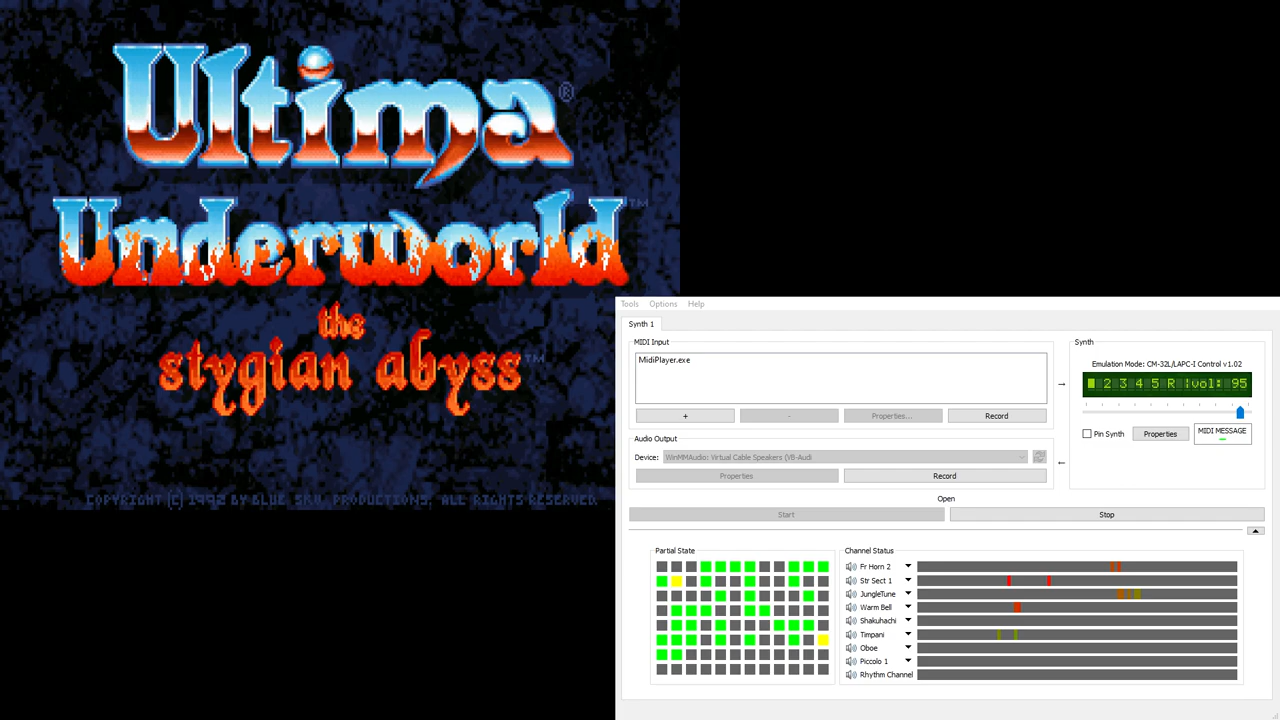 Ultima®
Underworld™
the
stygian abyss™
COPYRIGHT (C) 1992 BY BLUE SKY PRODUCTIONS. ALL RIGHTS RESERVED.
Tools Options Help
Synth 1
MIDI Input
MidiPlayer.exe
+ - Properties... Record
Audio Output
Device: WinMMAudio: Virtual Cable Speakers (VB-Audi
Properties Record
Synth
Emulation Mode: CM-32L/LAPC-I Control v1.02
2 3 4 5 R |vol: 95
Pin Synth Properties MIDI MESSAGE
Open
Start Stop
Partial State
Channel Status
Fr Horn 2
Str Sect 1
JungleTune
Warm Bell
Shakuhachi
Timpani
Oboe
Piccolo 1
Rhythm Channel